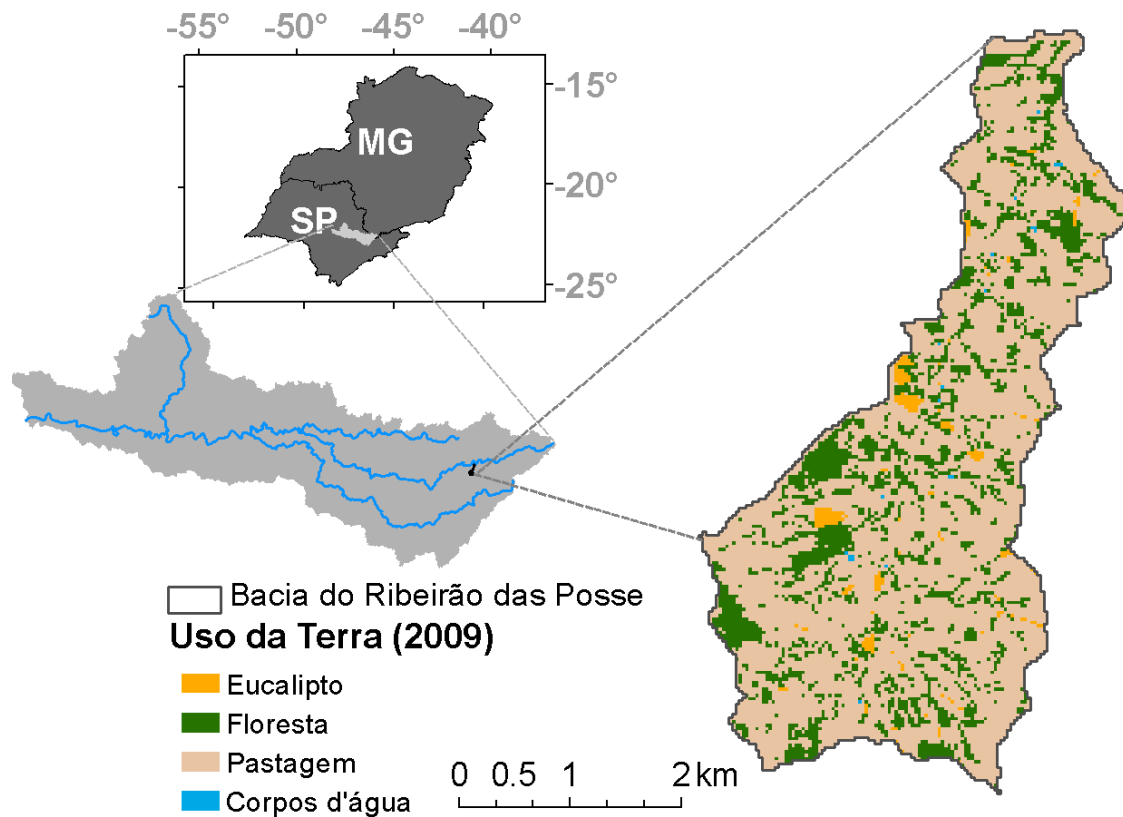 -55° -50° -45° -40°
-15°
MG
-20°
SP
-25°
Bacia do Ribeirão das Posse
Uso da Terra (2009)
Eucalipto
Floresta
Pastagem
Corpos d'água
0 0.5 1 2 km